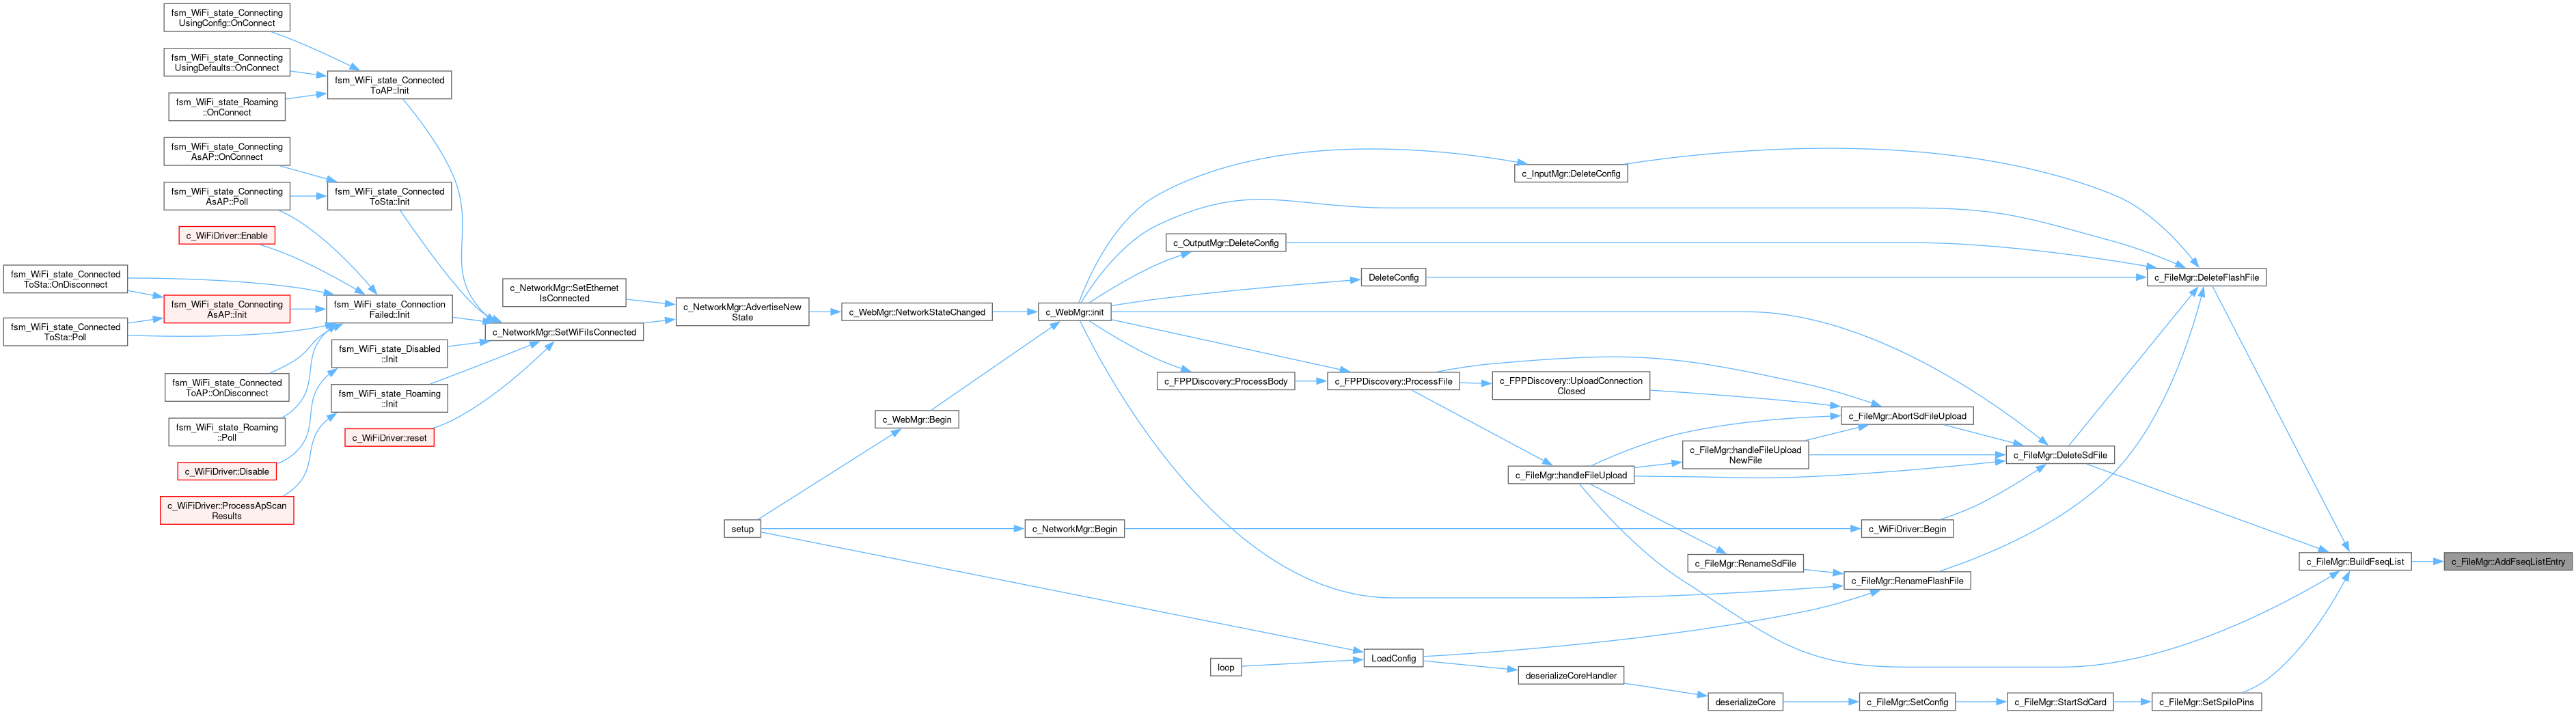 fsm_WiFi_state_Connecting
UsingConfig::OnConnect
fsm_WiFi_state_Connecting
UsingDefaults::OnConnect
fsm_WiFi_state_Roaming
::OnConnect
fsm_WiFi_state_Connecting
AsAP::OnConnect
fsm_WiFi_state_Connecting
AsAP::Poll
c_WiFiDriver::Enable
fsm_WiFi_state_Connected
ToSta::OnDisconnect
fsm_WiFi_state_Connecting
AsAP::Init
fsm_WiFi_state_Connected
ToSta::Poll
fsm_WiFi_state_Connected
ToAP::OnDisconnect
fsm_WiFi_state_Roaming
::Poll
c_WiFiDriver::Disable
c_WiFiDriver::ProcessApScan
Results
fsm_WiFi_state_Connected
ToAP::Init
fsm_WiFi_state_Connected
ToSta::Init
fsm_WiFi_state_Connection
Failed::Init
fsm_WiFi_state_Disabled
::Init
fsm_WiFi_state_Roaming
::Init
c_WiFiDriver::reset
c_NetworkMgr::SetEthernet
IsConnected
c_NetworkMgr::SetWiFiIsConnected
c_NetworkMgr::AdvertiseNew
State
c_WebMgr::NetworkStateChanged
c_WebMgr::Begin
setup
c_WebMgr::init
c_NetworkMgr::Begin
c_OutputMgr::DeleteConfig
c_FPPDiscovery::ProcessBody
loop
DeleteConfig
c_FPPDiscovery::ProcessFile
LoadConfig
c_InputMgr::DeleteConfig
c_FPPDiscovery::UploadConnection
Closed
c_FileMgr::handleFileUpload
deserializeCoreHandler
c_FileMgr::handleFileUpload
NewFile
c_FileMgr::RenameSdFile
deserializeCore
c_FileMgr::AbortSdFileUpload
c_WiFiDriver::Begin
c_FileMgr::RenameFlashFile
c_FileMgr::SetConfig
c_FileMgr::DeleteSdFile
c_FileMgr::StartSdCard
c_FileMgr::DeleteFlashFile
c_FileMgr::SetSpiIoPins
c_FileMgr::BuildFseqList
c_FileMgr::AddFseqListEntry